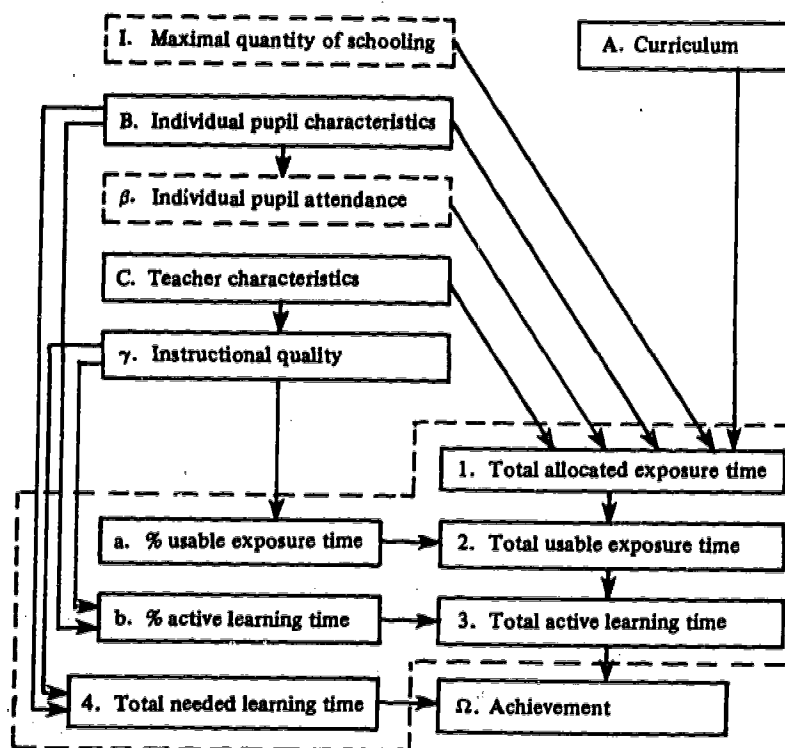 I. Maximal quantity of schooling
A. Curriculum
B. Individual pupil characteristics
β. Individual pupil attendance
C. Teacher characteristics
γ. Instructional quality
1. Total allocated exposure time
a. % usable exposure time
2. Total usable exposure time
b. % active learning time
3. Total active learning time
4. Total needed learning time
Ω. Achievement